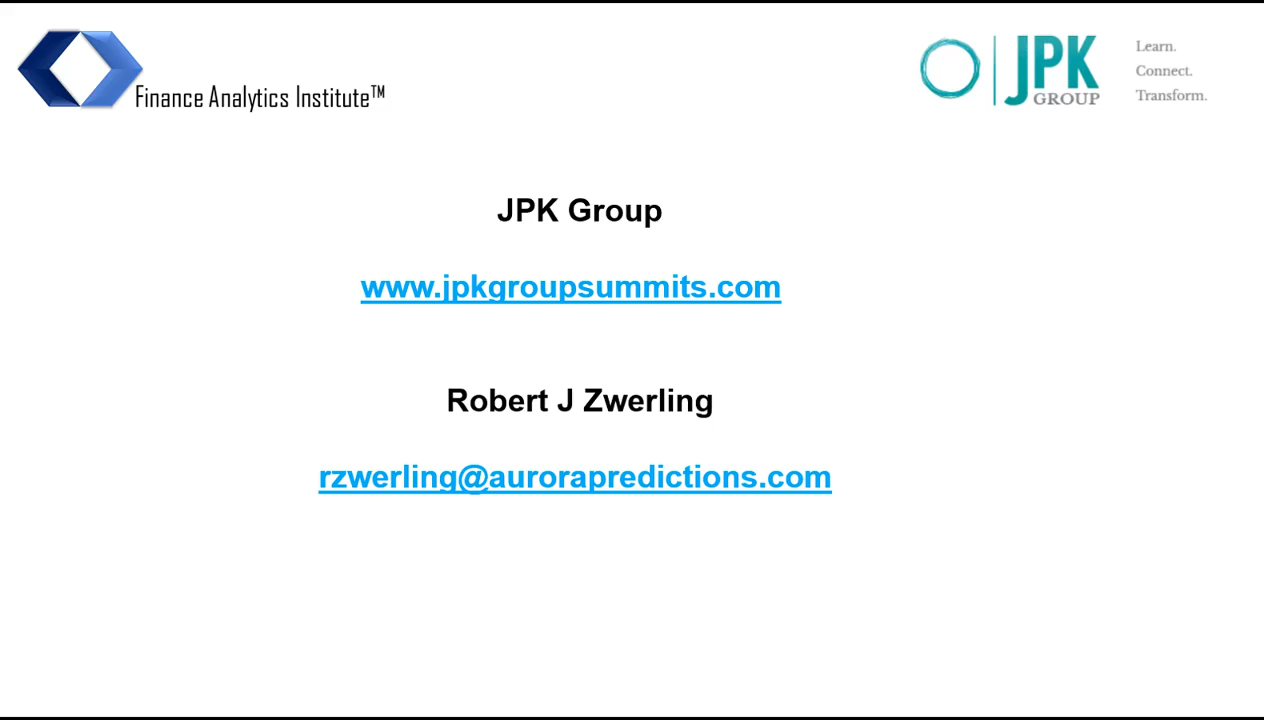 Finance Analytics Institute™
JPK
GROUP
Learn.
Connect.
Transform.
JPK Group
www.jpkgroupsummits.com
Robert J Zwerling
rzwerling@aurorapredictions.com